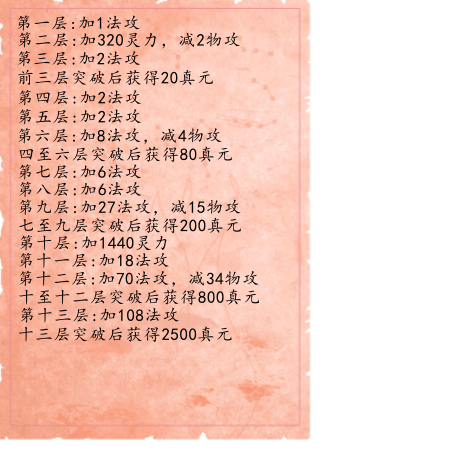 第一层:加1法攻
第二层:加320灵力，减2物攻
第三层:加2法攻
前三层突破后获得20真元
第四层:加2法攻
第五层:加2法攻
第六层:加8法攻，减4物攻
四至六层突破后获得80真元
第七层:加6法攻
第八层:加6法攻
第九层:加27法攻，减15物攻
七至九层突破后获得200真元
第十层:加1440灵力
第十一层:加18法攻
第十二层:加70法攻，减34物攻
十至十二层突破后获得800真元
第十三层:加108法攻
十三层突破后获得2500真元